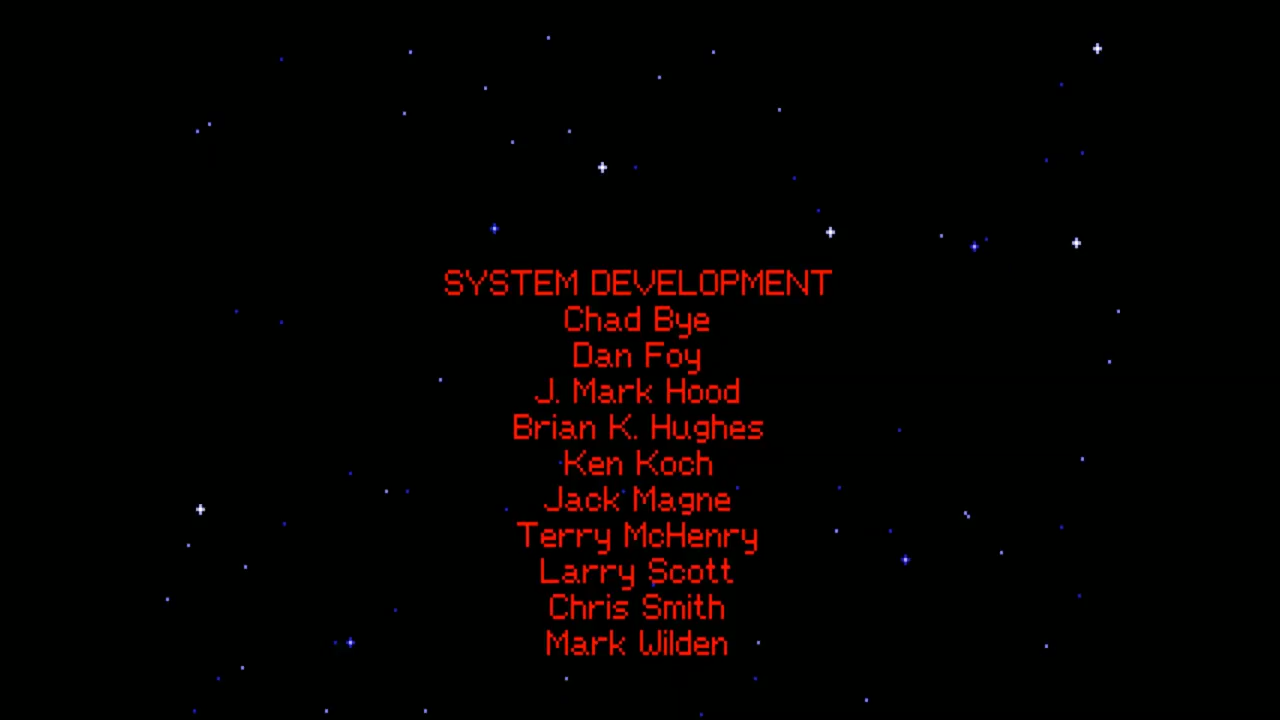 SYSTEM DEVELOPMENT
Chad Bye
Dan Foy
J. Mark Hood
Brian K. Hughes
Ken Koch
Jack Magne
Terry McHenry
Larry Scott
Chris Smith
Mark Wilden